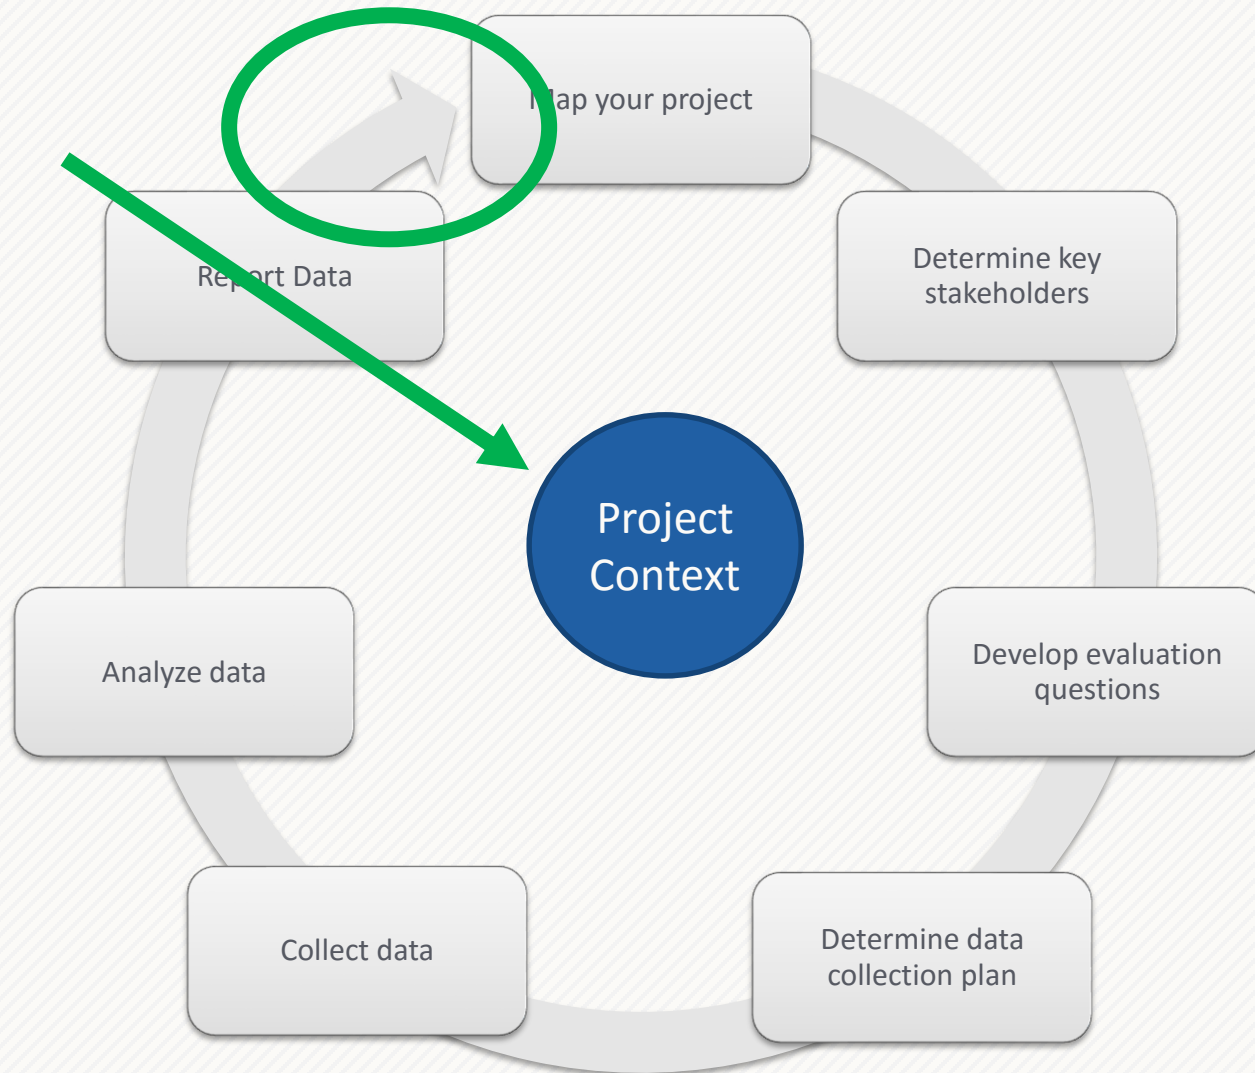 Map your project
Determine key
stakeholders
Develop evaluation
questions
Determine data
collection plan
Collect data
Analyze data
Report Data
Project
Context